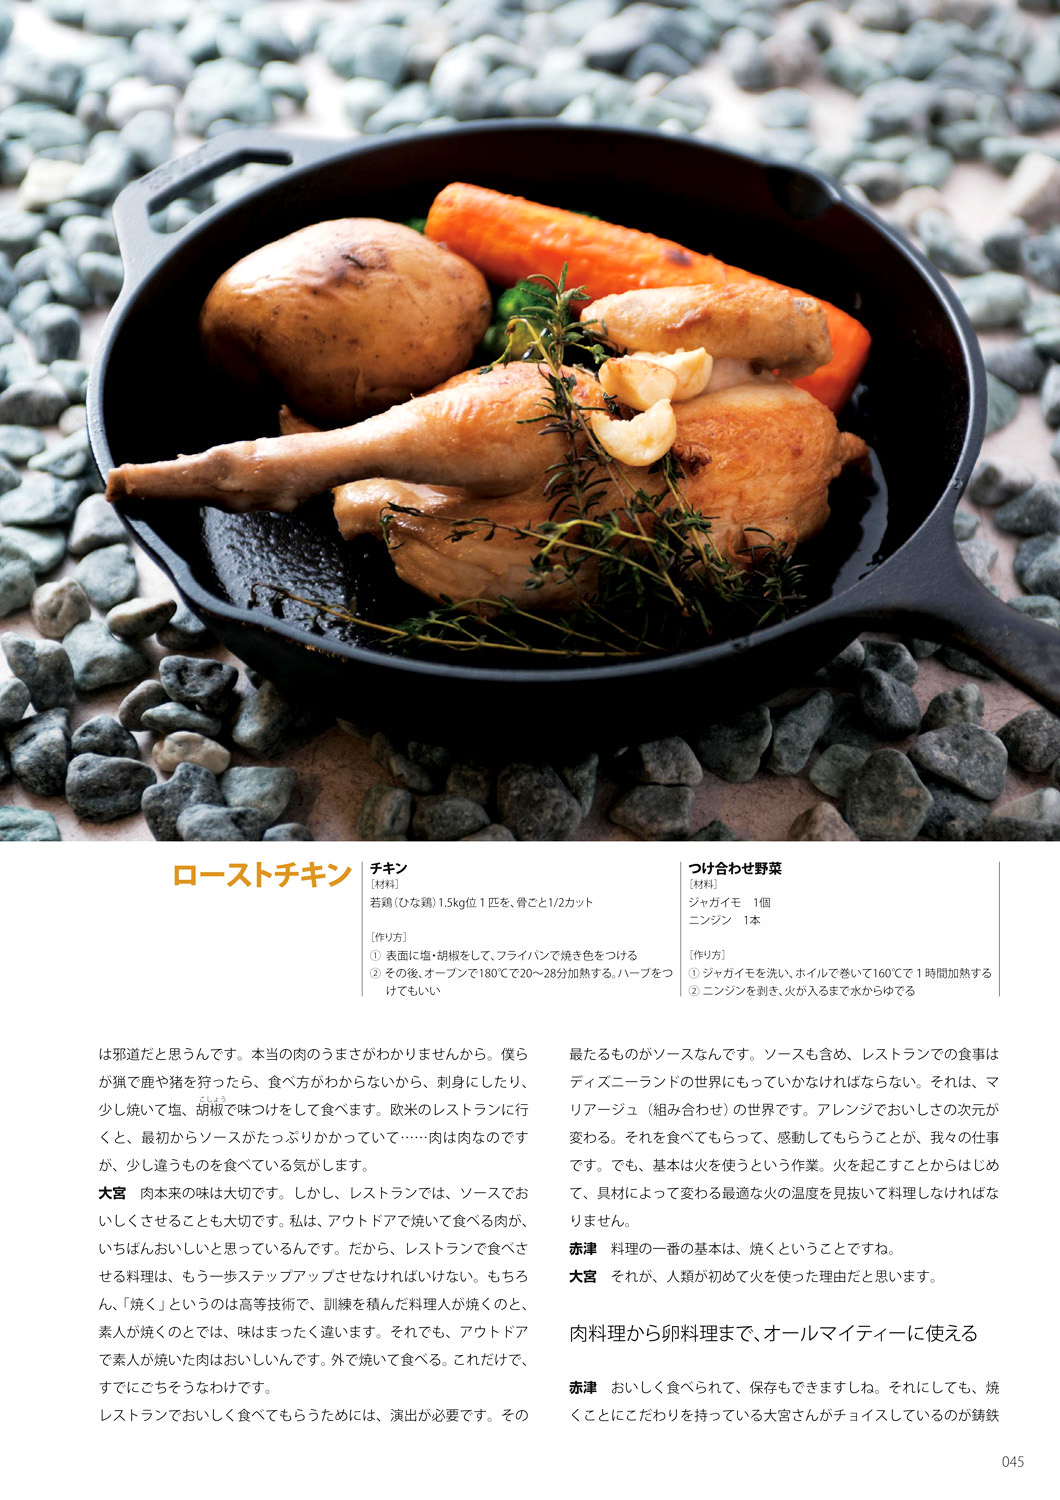 ローストチキン
チキン
［材料］
若鶏（ひな鶏）1.5kg位１匹を、骨ごと1/2カット
［作り方］
① 表面に塩・胡椒をして、フライパンで焼き色をつける
② その後、オーブンで180℃で20～28分加熱する。ハーブをつ
けてもいい
つけ合わせ野菜
［材料］
ジャガイモ　1個
ニンジン　1本
［作り方］
① ジャガイモを洗い、ホイルで巻いて160℃で１時間加熱する
② ニンジンを剥き、火が入るまで水からゆでる
は邪道だと思うんです。本当の肉のうまさがわかりませんから。僕ら
が猟で鹿や猪を狩ったら、食べ方がわからないから、刺身にしたり、
こしょう
少し焼いて塩、胡椒で味つけをして食べます。欧米のレストランに行
くと、最初からソースがたっぷりかかっていて……肉は肉なのです
が、少し違うものを食べている気がします。
大宮　肉本来の味は大切です。しかし、レストランでは、ソースでお
いしくさせることも大切です。私は、アウトドアで焼いて食べる肉が、
いちばんおいしいと思っているんです。だから、レストランで食べさ
せる料理は、もう一歩ステップアップさせなければいけない。もちろ
ん、「焼く」というのは高等技術で、訓練を積んだ料理人が焼くのと、
素人が焼くのとでは、味はまったく違います。それでも、アウトドア
で素人が焼いた肉はおいしいんです。外で焼いて食べる。これだけで、
すでにごちそうなわけです。
レストランでおいしく食べてもらうためには、演出が必要です。その
最たるものがソースなんです。ソースも含め、レストランでの食事は
ディズニーランドの世界にもっていかなければならない。それは、マ
リアージュ（組み合わせ）の世界です。アレンジでおいしさの次元が
変わる。それを食べてもらって、感動してもらうことが、我々の仕事
です。でも、基本は火を使うという作業。火を起こすことからはじめ
て、具材によって変わる最適な火の温度を見抜いて料理しなければな
りません。
赤津　料理の一番の基本は、焼くということですね。
大宮　それが、人類が初めて火を使った理由だと思います。
肉料理から卵料理まで、オールマイティーに使える
赤津　おいしく食べられて、保存もできますしね。それにしても、焼
くことにこだわりを持っている大宮さんがチョイスしているのが鋳鉄
045